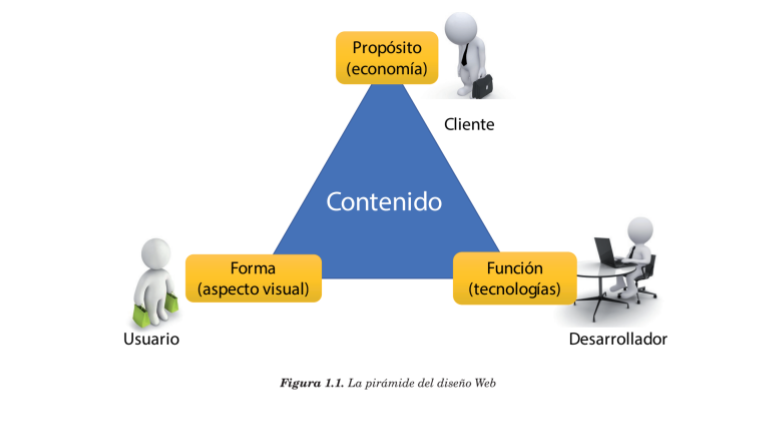 Propósito
(economía)
Cliente
Contenido
Forma
(aspecto visual)
Función
(tecnologías)
Usuario
Desarrollador
Figura 1.1. La pirámide del diseño Web